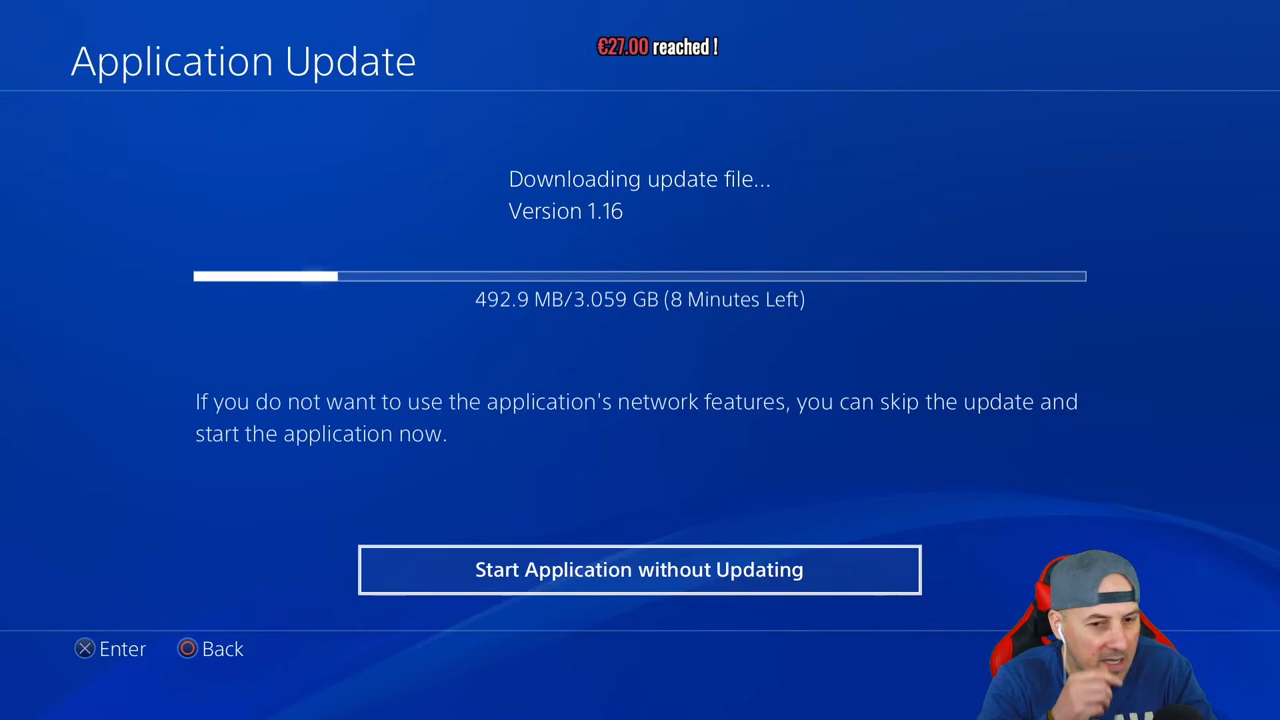 Application Update
€27.00 reached !
Downloading update file...
Version 1.16
492.9 MB/3.059 GB (8 Minutes Left)
If you do not want to use the application's network features, you can skip the update and
start the application now.
Start Application without Updating
Enter
Back